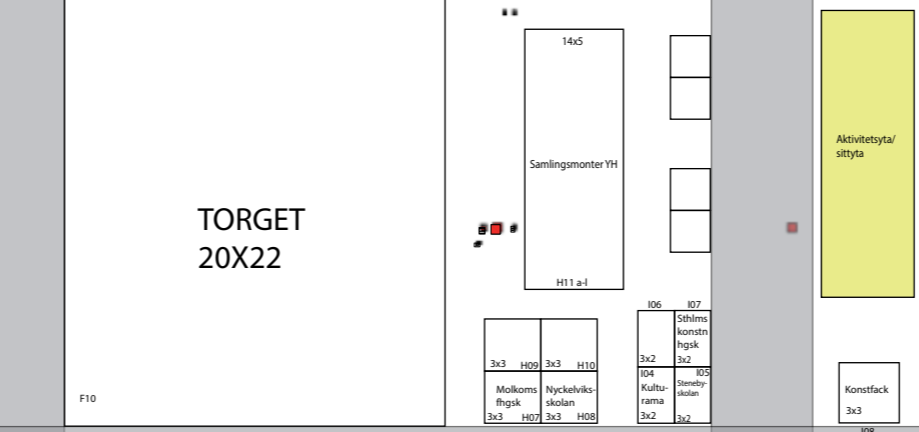 14x5
Samlingsmonter YH
H11 a-l
Aktivitetsyta/
sittyta
TORGET
20X22
F10
3x3 H09
3x3 H10
Molkoms
fhgsk
3x3 H07
Nyckelviks-
skolan
3x3 H08
I06
3x2
I07
Sthlms
konstn
hgsk
3x2
I04
Kultu-
rama
3x2
I05
Steneby-
skolan
3x2
Konstfack
3x3
I08